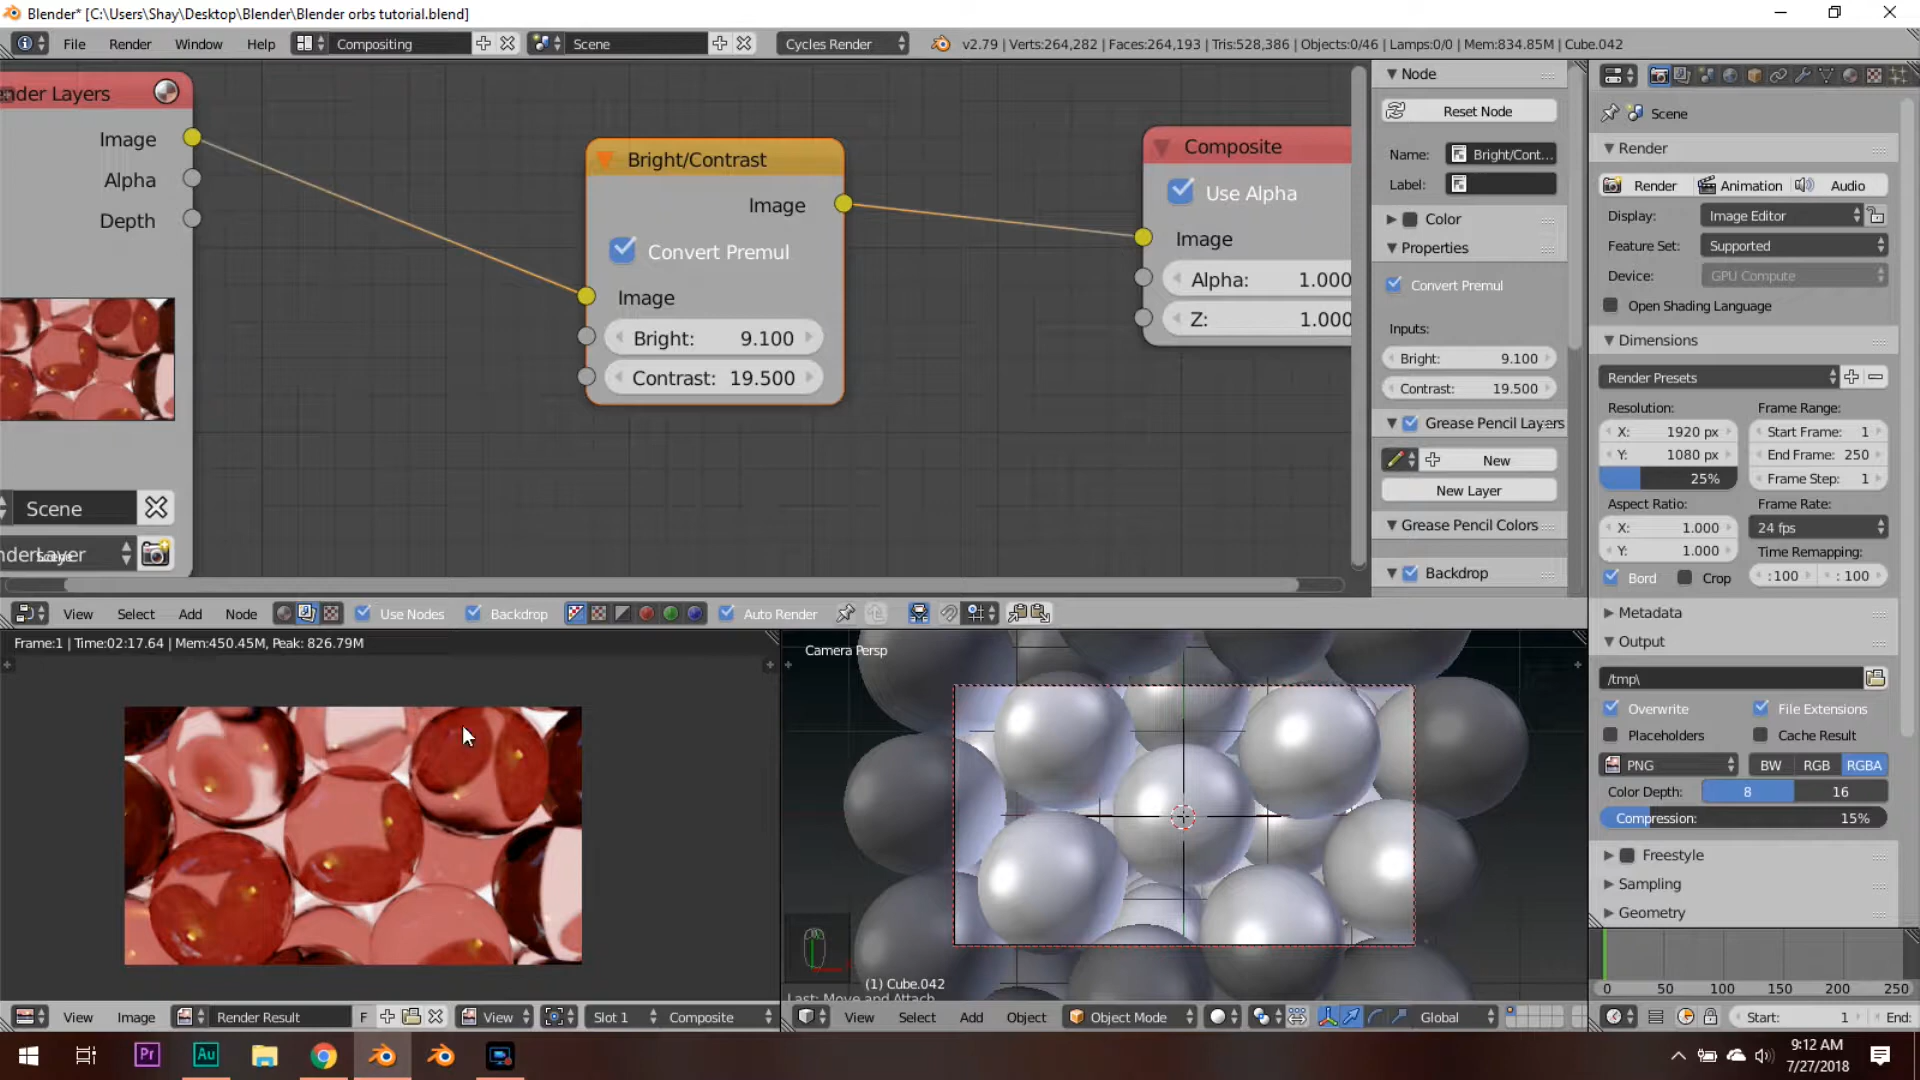 Blender* [C:\Users\Shay\Desktop\Blender\Blender orbs tutorial.blend]
File Render Window Help Compositing Scene Cycles Render v2.79 | Verts:264,282 | Faces:264,193 | Tris:528,386 | Objects:0/46 | Lamps:0/0 | Mem:834.85M | Cube.042
nder Layers
Image
Alpha
Depth
Scene
nderLayer
Bright/Contrast
Image
Convert Premul
Image
Bright: 9.100
Contrast: 19.500
Composite
Use Alpha
Image
Alpha: 1.000
Z: 1.000
Node
Reset Node
Name: Bright/Cont...
Label:
Color
Properties
Convert Premul
Inputs:
Bright: 9.100
Contrast: 19.500
Grease Pencil Layers
New
New Layer
Grease Pencil Colors
Backdrop
Scene
Render
Render Animation Audio
Display: Image Editor
Feature Set: Supported
Device: GPU Compute
Open Shading Language
Dimensions
Render Presets
Resolution: Frame Range:
X: 1920 px Start Frame: 1
Y: 1080 px End Frame: 250
25% Frame Step: 1
Aspect Ratio: Frame Rate:
X: 1.000 24 fps
Y: 1.000 Time Remapping:
Bord Crop :100 : 100
Metadata
Output
/tmp\
Overwrite File Extensions
Placeholders Cache Result
PNG BW RGB RGBA
Color Depth: 8 16
Compression: 15%
Freestyle
Sampling
Geometry
View Select Add Node Use Nodes Backdrop Auto Render
Frame:1 | Time:02:17.64 | Mem:450.45M, Peak: 826.79M
Camera Persp
(1) Cube.042
Last: Move and Attach
0 50 100 150 200 250
View Image Render Result F View Slot 1 Composite
View Select Add Object Object Mode Global
Start: 1 End:
Pr Au
9:12 AM
7/27/2018